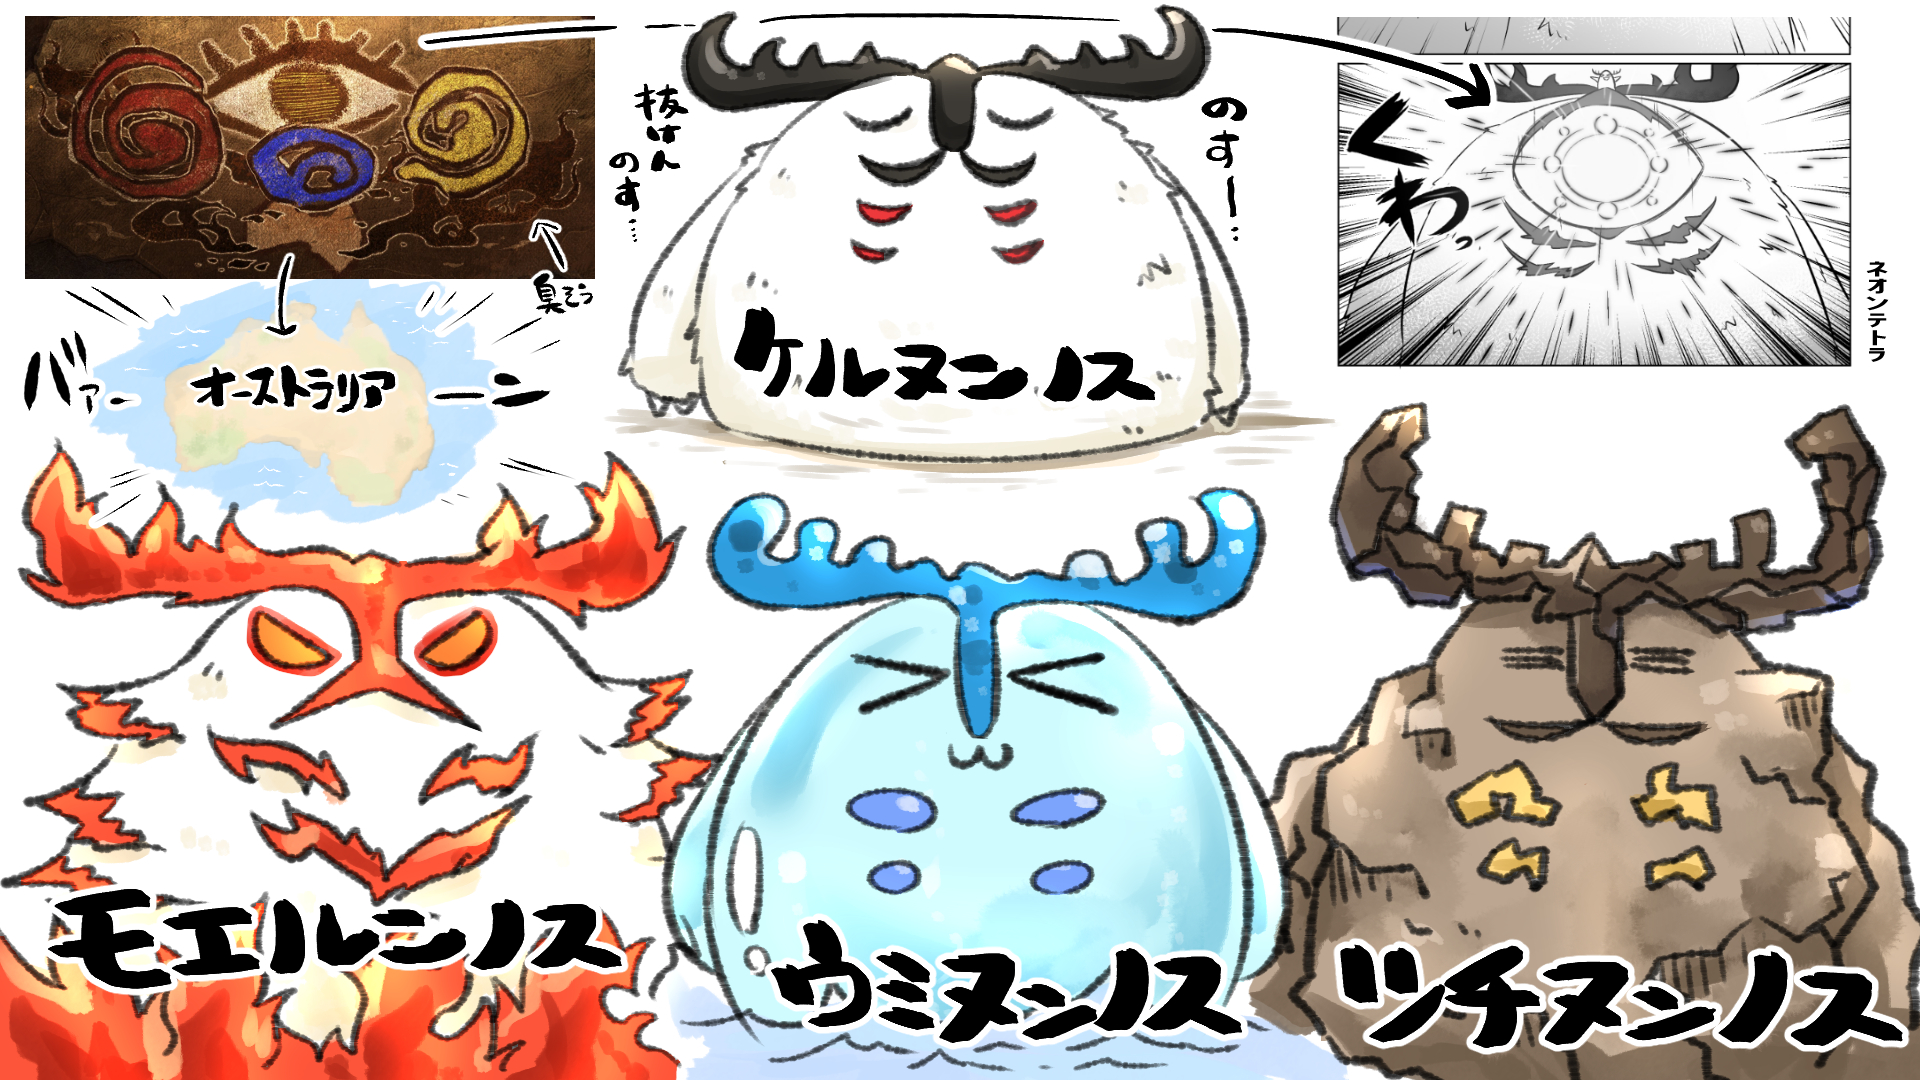 抜けん
のす…
のすー…
臭そう
バァーーン
オーストラリア
ケルヌンノス
くわっ
ネオンテトラ
モエルンノス
ウミヌンノス
ツチヌンノス